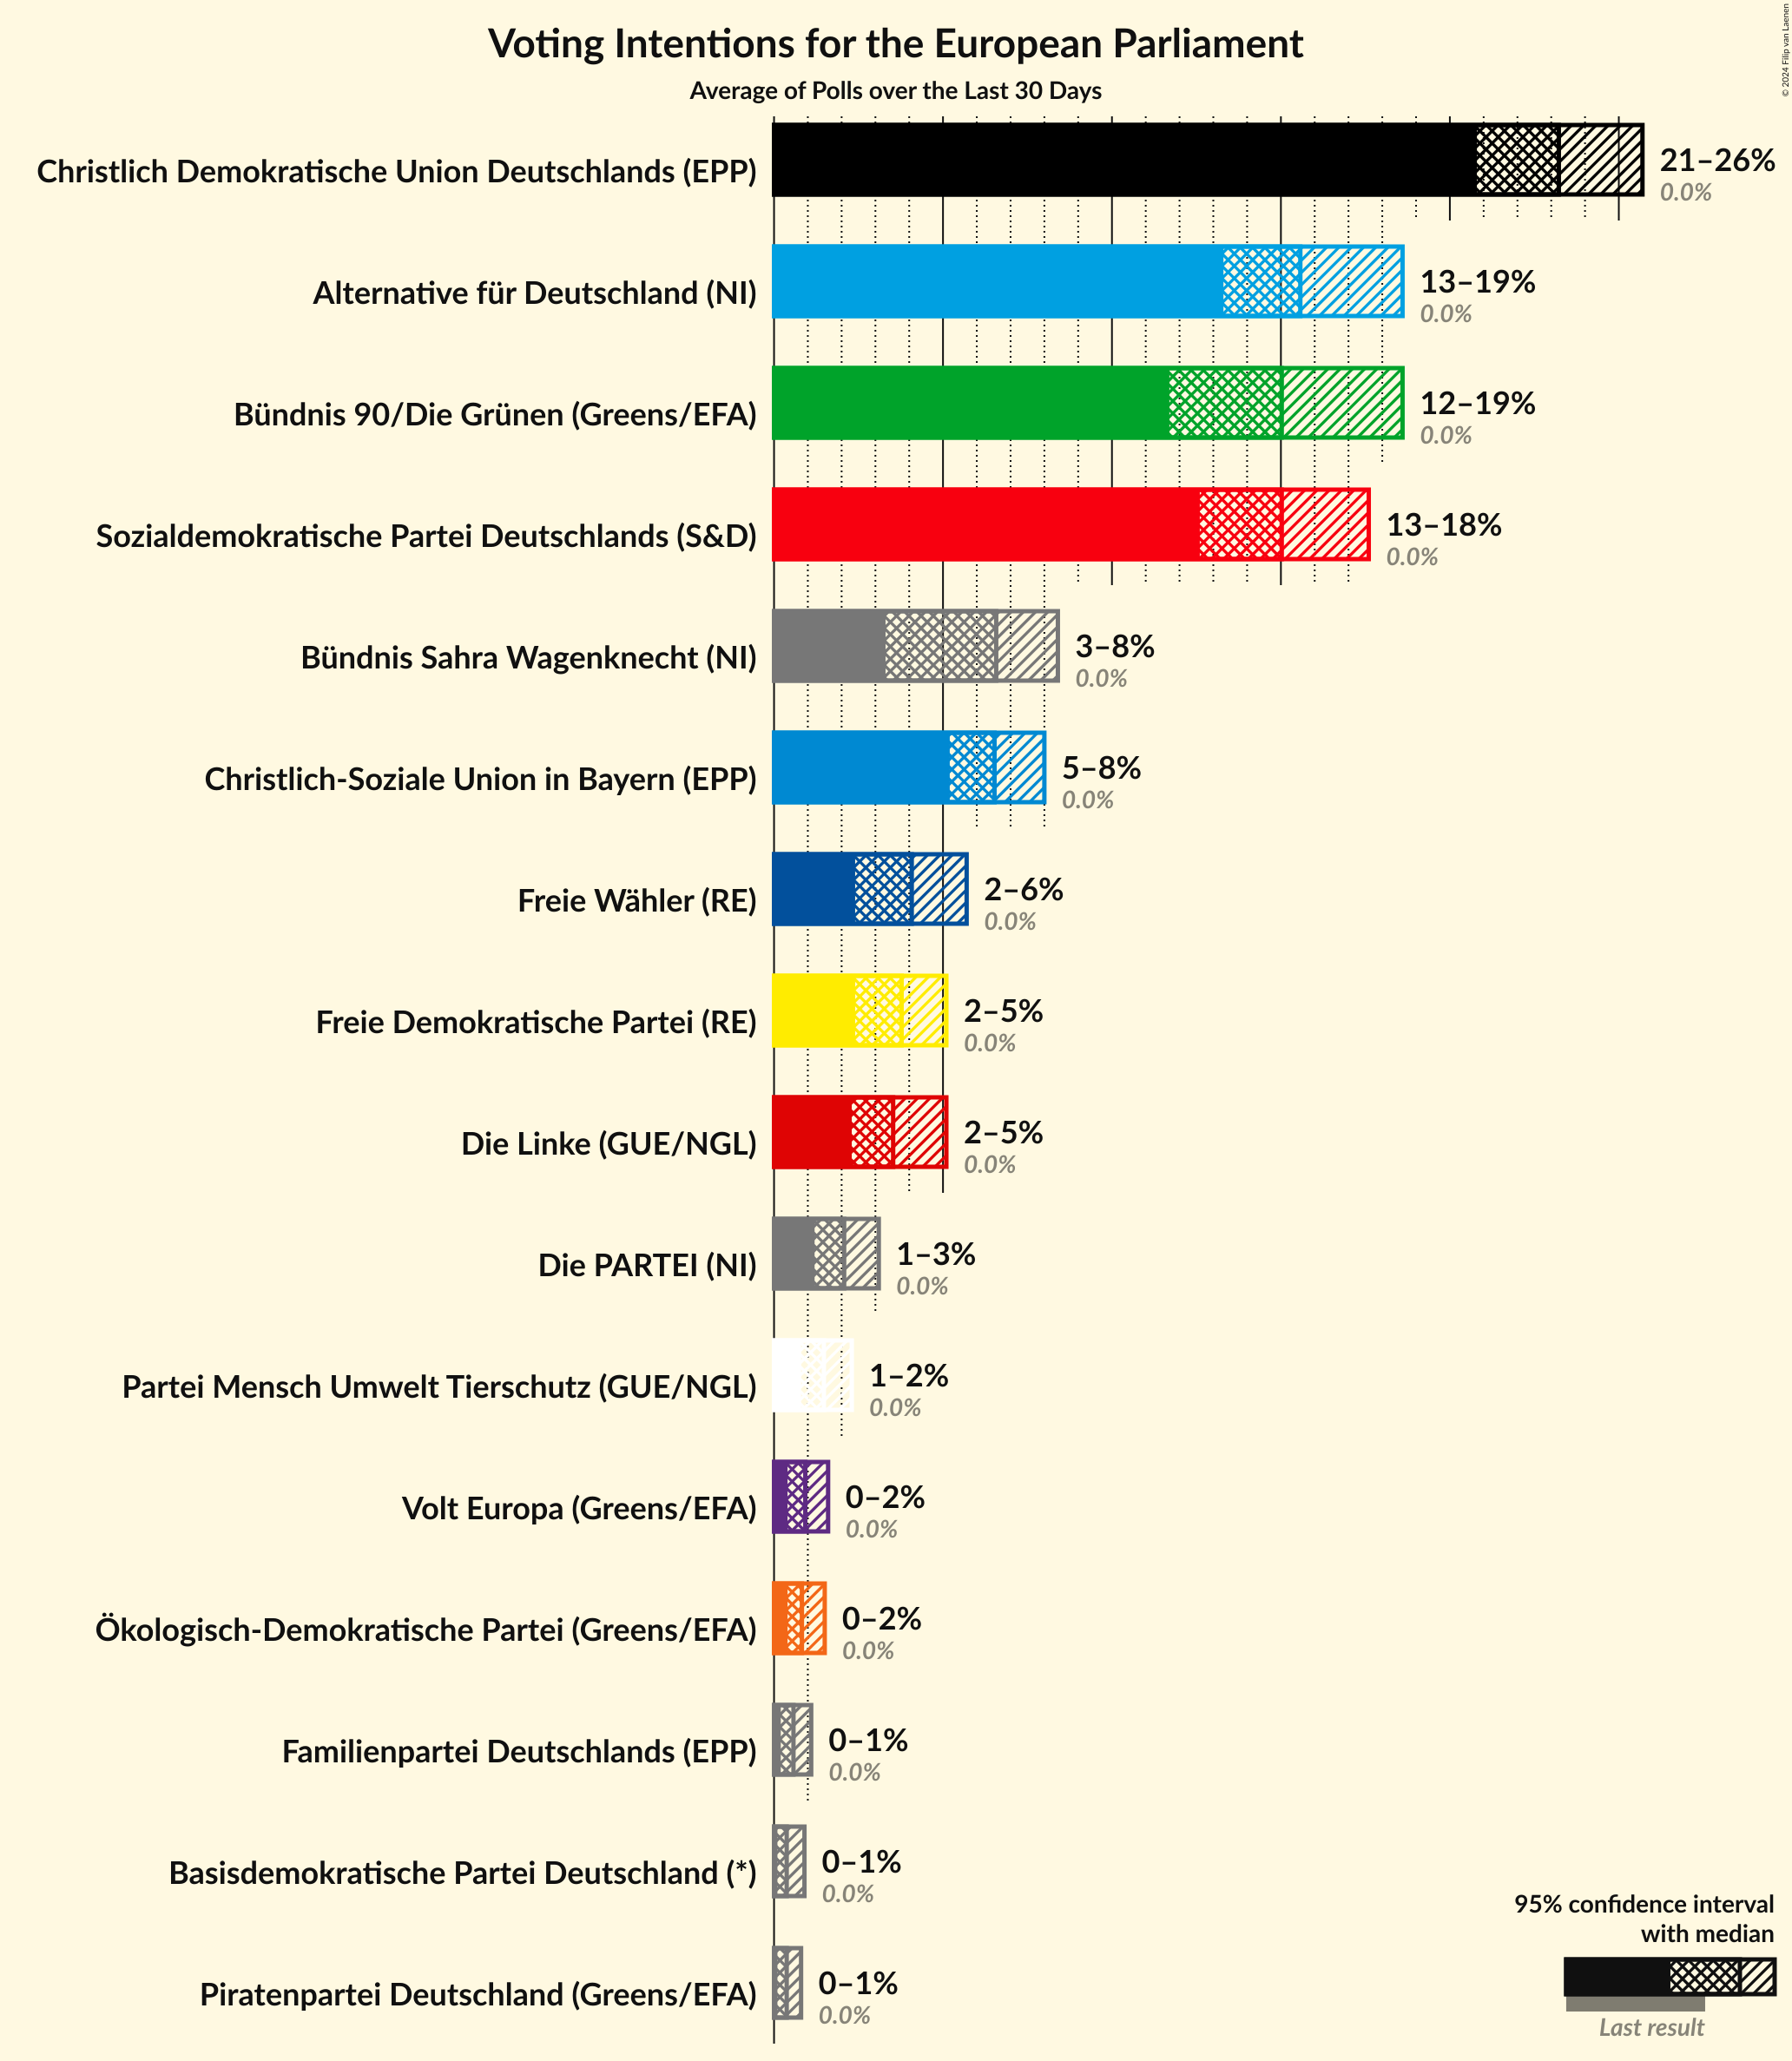 Voting Intentions for the European Parliament
Average of Polls over the Last 30 Days
© 2024 Filip van Laenen
Christlich Demokratische Union Deutschlands (EPP)
21–26%
0.0%
Alternative für Deutschland (NI)
13–19%
0.0%
Bündnis 90/Die Grünen (Greens/EFA)
12–19%
0.0%
Sozialdemokratische Partei Deutschlands (S&D)
13–18%
0.0%
Bündnis Sahra Wagenknecht (NI)
3–8%
0.0%
Christlich-Soziale Union in Bayern (EPP)
5–8%
0.0%
Freie Wähler (RE)
2–6%
0.0%
Freie Demokratische Partei (RE)
2–5%
0.0%
Die Linke (GUE/NGL)
2–5%
0.0%
Die PARTEI (NI)
1–3%
0.0%
Partei Mensch Umwelt Tierschutz (GUE/NGL)
1–2%
0.0%
Volt Europa (Greens/EFA)
0–2%
0.0%
Ökologisch-Demokratische Partei (Greens/EFA)
0–2%
0.0%
Familienpartei Deutschlands (EPP)
0–1%
0.0%
Basisdemokratische Partei Deutschland (*)
0–1%
0.0%
Piratenpartei Deutschland (Greens/EFA)
0–1%
0.0%
95% confidence interval
with median
Last result